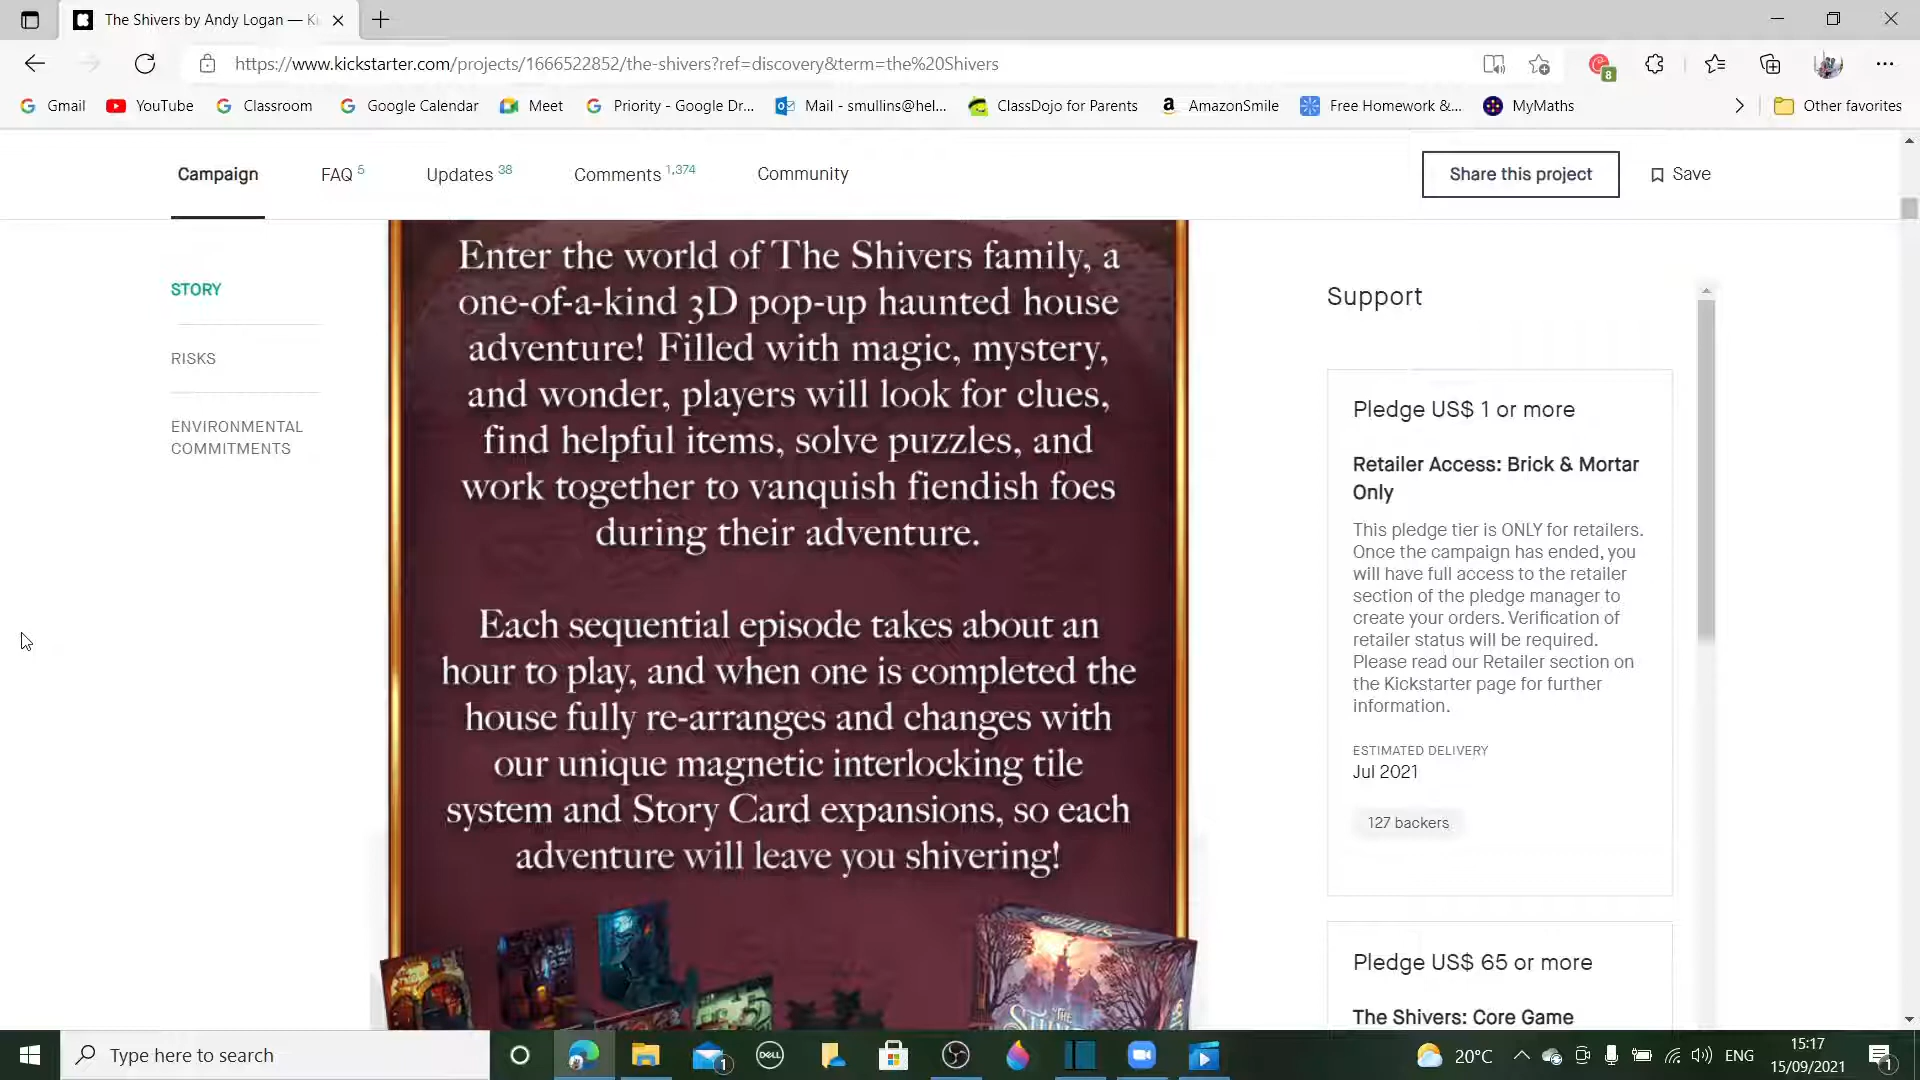 The Shivers by Andy Logan — Ki
https://www.kickstarter.com/projects/1666522852/the-shivers?ref=discovery&term=the%20Shivers
8
Gmail YouTube Classroom Google Calendar Meet Priority - Google Dr... Mail - smullins@hel... ClassDojo for Parents AmazonSmile Free Homework &... MyMaths Other favorites
Campaign FAQ 5 Updates 38 Comments 1,374 Community Share this project Save
STORY
RISKS
ENVIRONMENTAL
COMMITMENTS
Enter the world of The Shivers family, a
one-of-a-kind 3D pop-up haunted house
adventure! Filled with magic, mystery,
and wonder, players will look for clues,
find helpful items, solve puzzles, and
work together to vanquish fiendish foes
during their adventure.
Each sequential episode takes about an
hour to play, and when one is completed the
house fully re-arranges and changes with
our unique magnetic interlocking tile
system and Story Card expansions, so each
adventure will leave you shivering!
THE
SHIVERS
Support
Pledge US$ 1 or more
Retailer Access: Brick & Mortar
Only
This pledge tier is ONLY for retailers.
Once the campaign has ended, you
will have full access to the retailer
section of the pledge manager to
create your orders. Verification of
retailer status will be required.
Please read our Retailer section on
the Kickstarter page for further
information.
ESTIMATED DELIVERY
Jul 2021
127 backers
Pledge US$ 65 or more
The Shivers: Core Game
Type here to search
1
DELL
20°C
ENG
15:17
15/09/2021
1